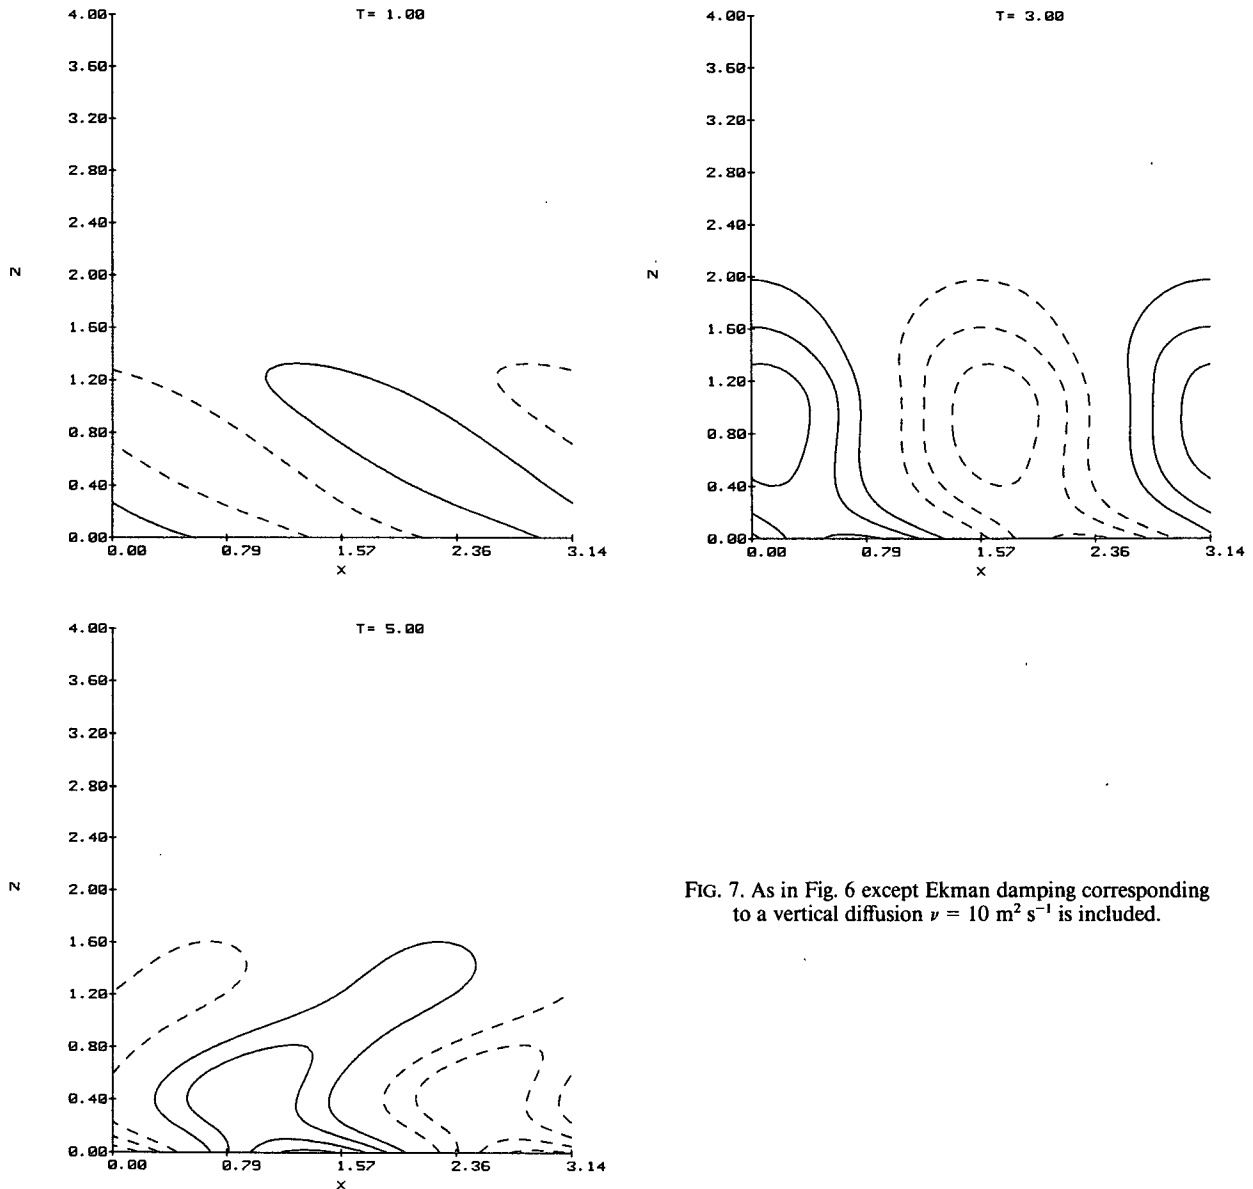 T= 1.00
4.00
3.60
3.20
2.80
2.40
2.00
1.60
1.20
0.80
0.40
0.00
Z
0.00 0.79 1.57 2.36 3.14
X
T= 3.00
4.00
3.60
3.20
2.80
2.40
2.00
1.60
1.20
0.80
0.40
0.00
Z
0.00 0.79 1.57 2.36 3.14
X
T= 5.00
4.00
3.60
3.20
2.80
2.40
2.00
1.60
1.20
0.80
0.40
0.00
Z
0.00 0.79 1.57 2.36 3.14
X
FIG. 7. As in Fig. 6 except Ekman damping corresponding
to a vertical diffusion ν = 10 m² s⁻¹ is included.